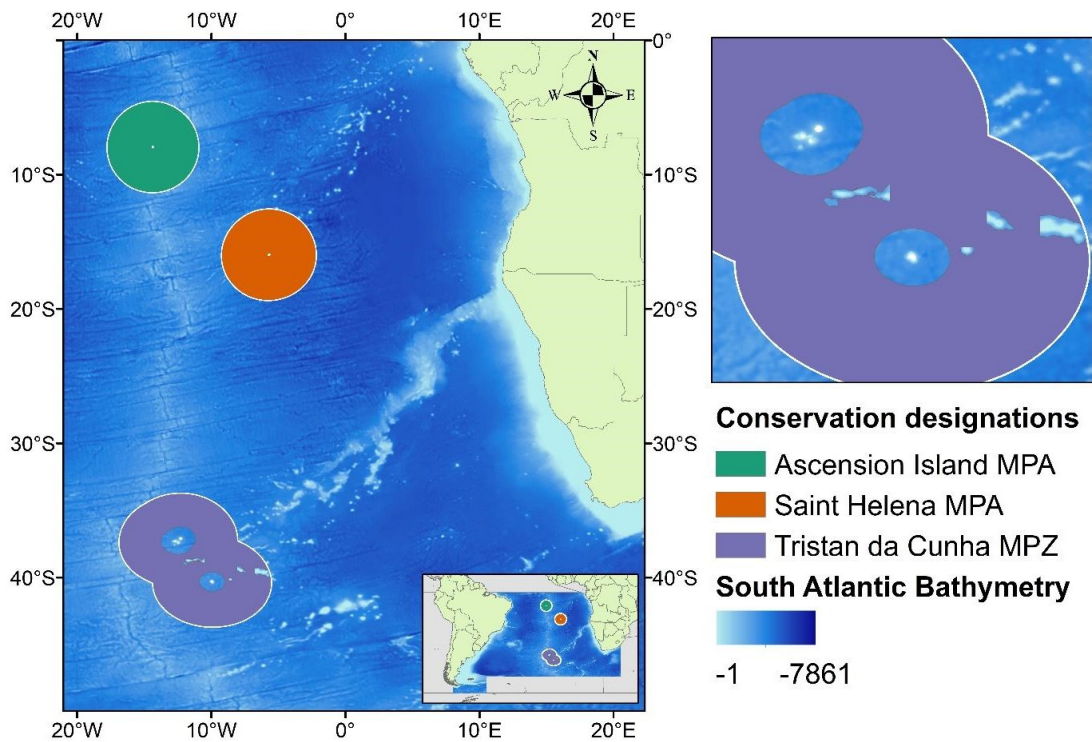 20°W 10°W 0° 10°E 20°E
0°
N
W E
S
10°S 10°S
20°S 20°S
30°S 30°S
40°S 40°S
20°W 10°W 0° 10°E 20°E
Conservation designations
Ascension Island MPA
Saint Helena MPA
Tristan da Cunha MPZ
South Atlantic Bathymetry
-1 -7861